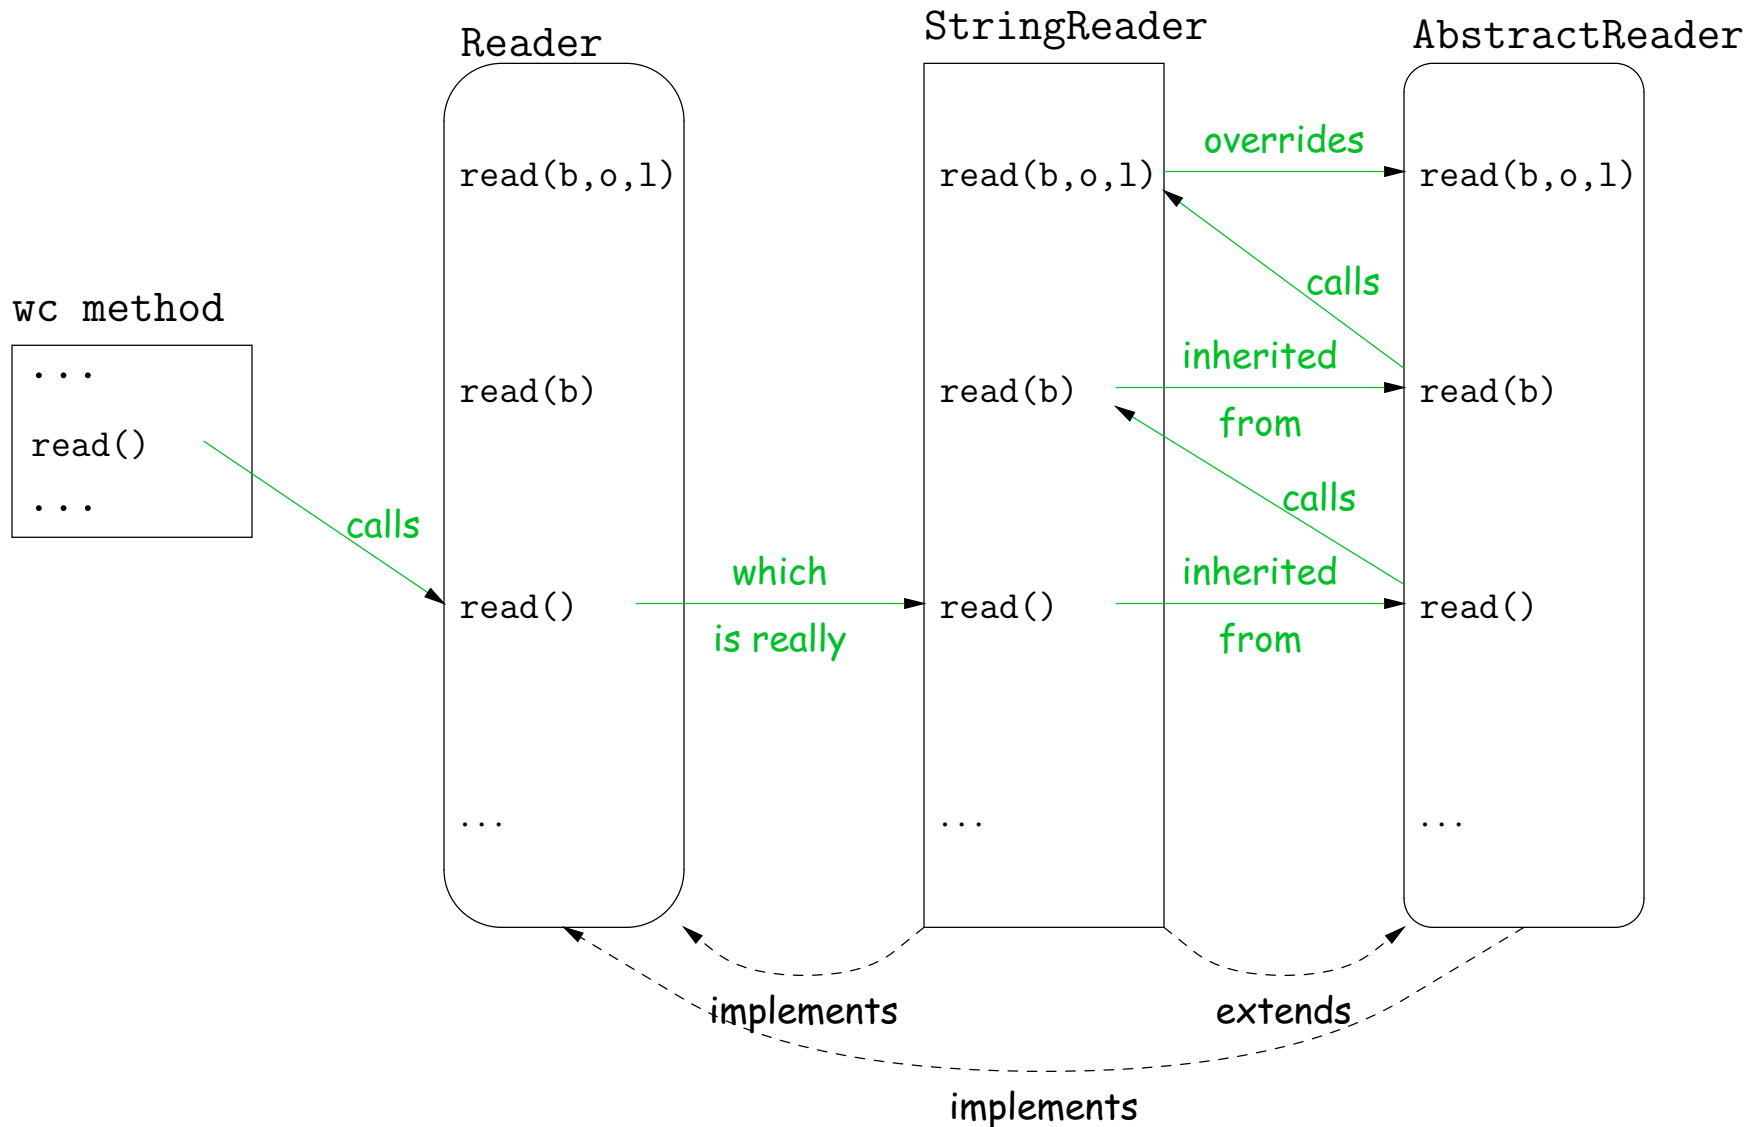 Reader
StringReader
AbstractReader
overrides
read(b,o,l)
read(b,o,l)
read(b,o,l)
calls
wc method
...
inherited
read(b)
read(b)
read(b)
from
read()
...
calls
calls
which
inherited
read()
read()
read()
is really
from
...
...
...
implements
extends
implements